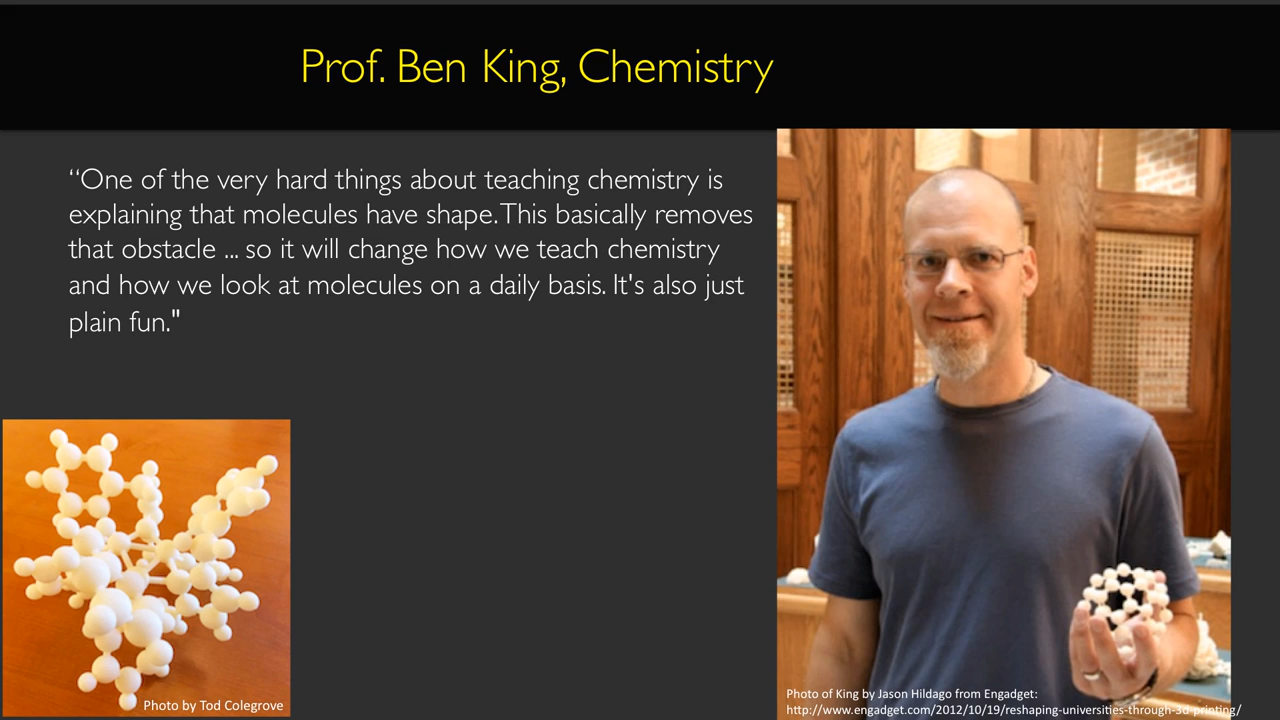 Prof. Ben King, Chemistry
“One of the very hard things about teaching chemistry is
explaining that molecules have shape. This basically removes
that obstacle ... so it will change how we teach chemistry
and how we look at molecules on a daily basis. It's also just
plain fun."
Photo by Tod Colegrove
Photo of King by Jason Hildago from Engadget:
http://www.engadget.com/2012/10/19/reshaping-universities-through-3d-printing/